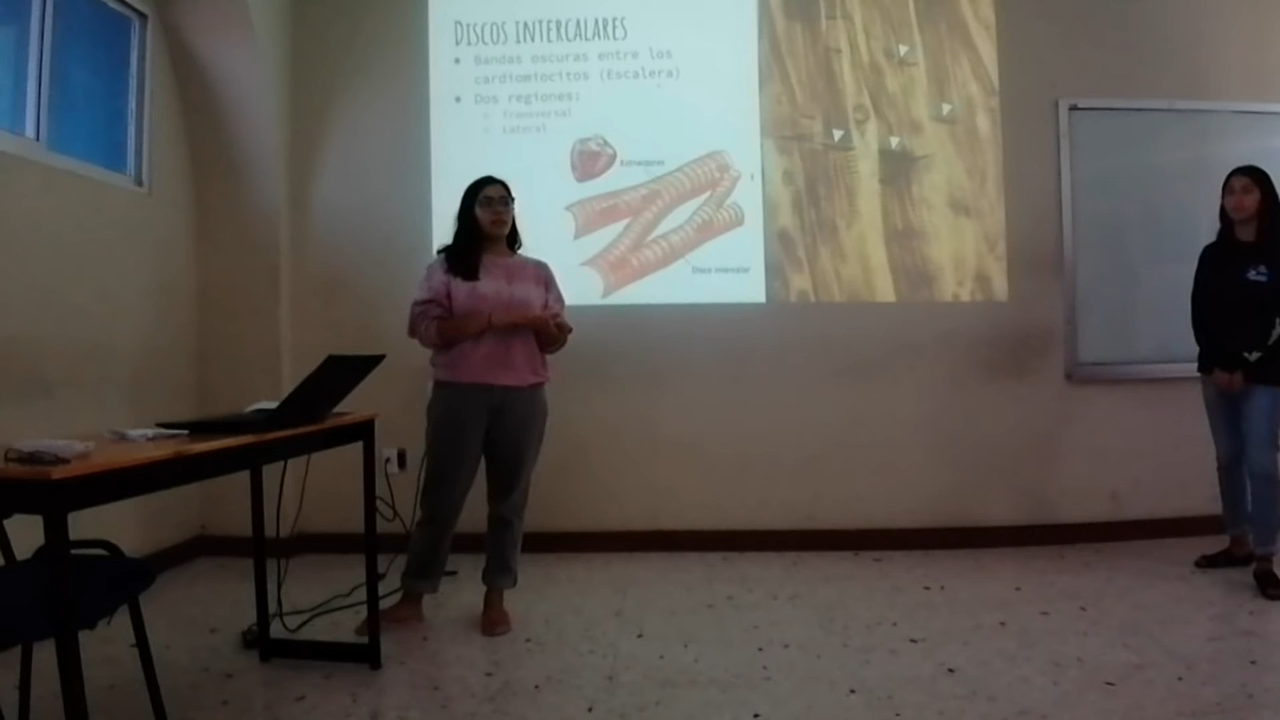 DISCOS INTERCALARES
Bandas oscuras entre los
cardiomiocitos (Escalera)
Dos regiones:
Transversal
Lateral
Estriaciones
Disco intercalar